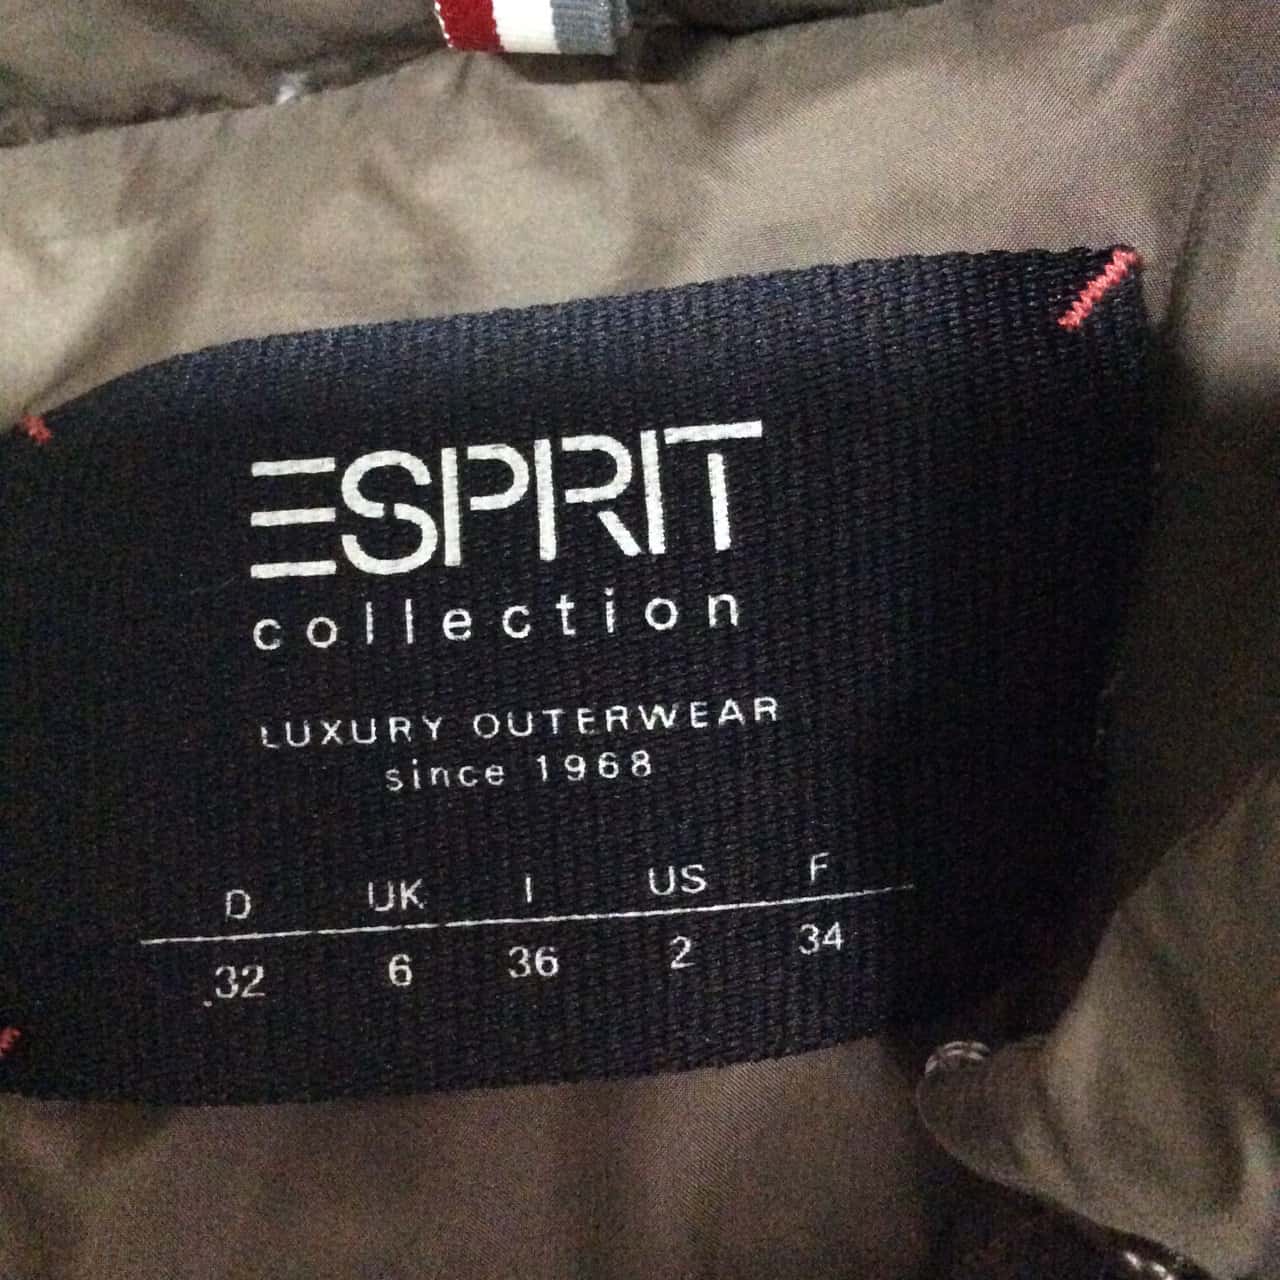 ESPRIT
collection
LUXURY OUTERWEAR
since 1968
D UK I US F
32 6 36 2 34